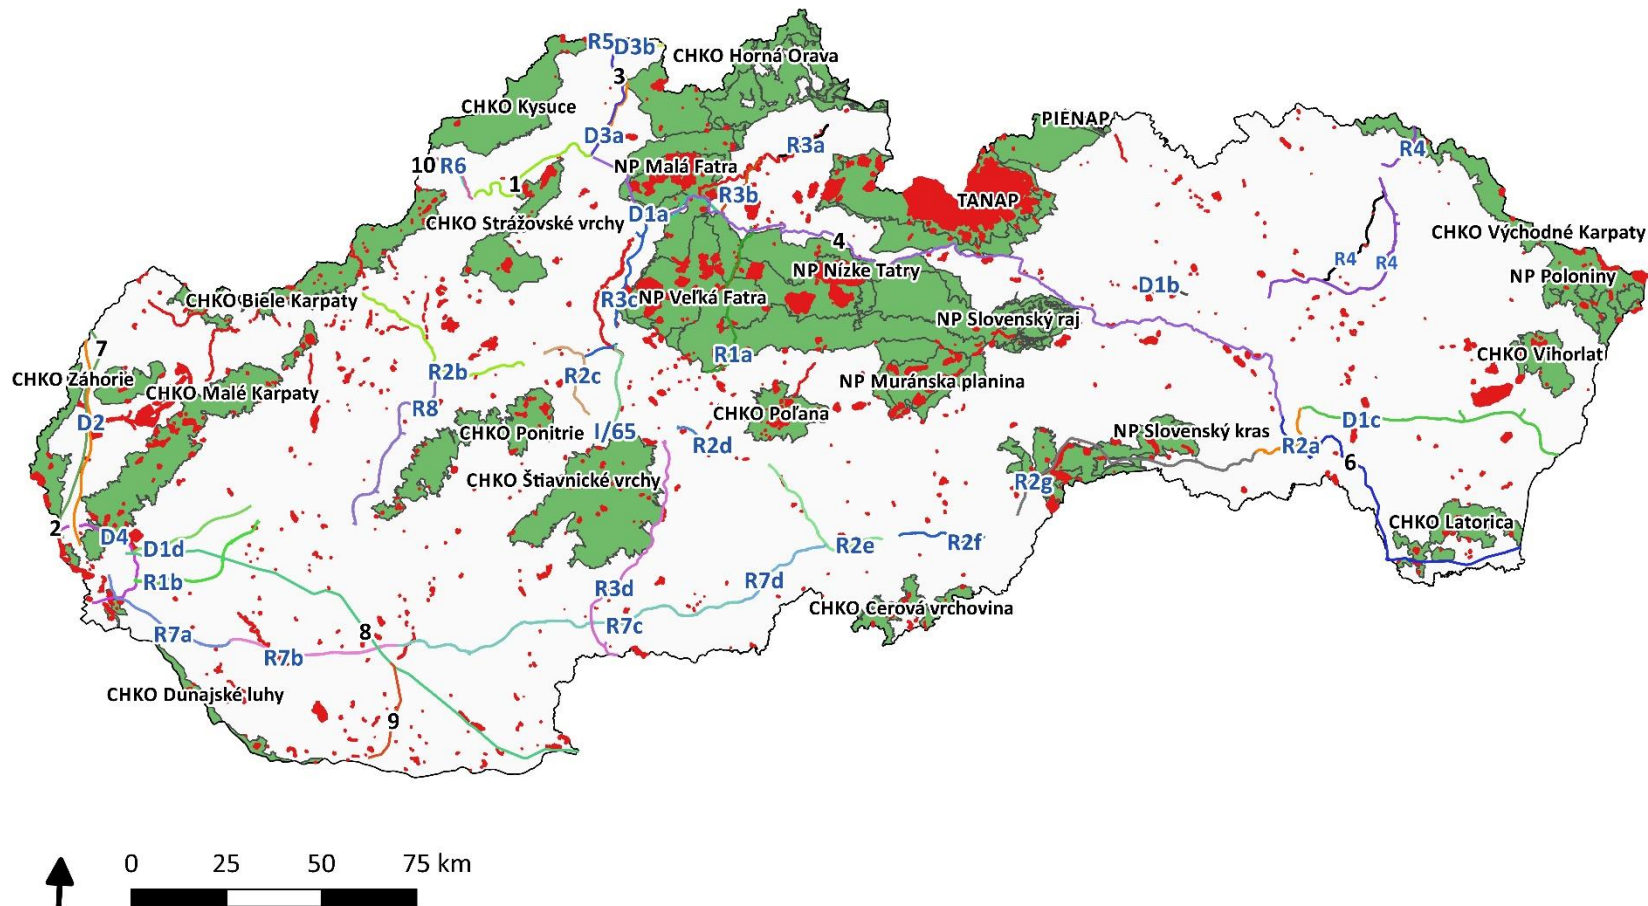 R5
D3b
CHKO Horná Orava
3
CHKO Kysuce
PIENAP
D3a
R3a
R4
10
R6
NP Malá Fatra
1
R3b
TANAP
D1a
CHKO Strážovské vrchy
4
CHKO Východné Karpaty
R4
R4
NP Nízke Tatry
NP Poloniny
D1b
CHKO Biele Karpaty
R3c
NP Veľká Fatra
NP Slovenský raj
7
R1a
CHKO Vihorlat
CHKO Záhorie
R2b
R2c
NP Muránska planina
CHKO Malé Karpaty
R8
CHKO Poľana
D2
D1c
CHKO Ponitrie
I/65
NP Slovenský kras
R2d
R2a
6
CHKO Štiavnické vrchy
R2g
2
D4
CHKO Latorica
D1d
R2e
R2f
R1b
R3d
R7d
CHKO Cerová vrchovina
R7a
8
R7c
R7b
CHKO Dunajské luhy
9
0 25 50 75 km